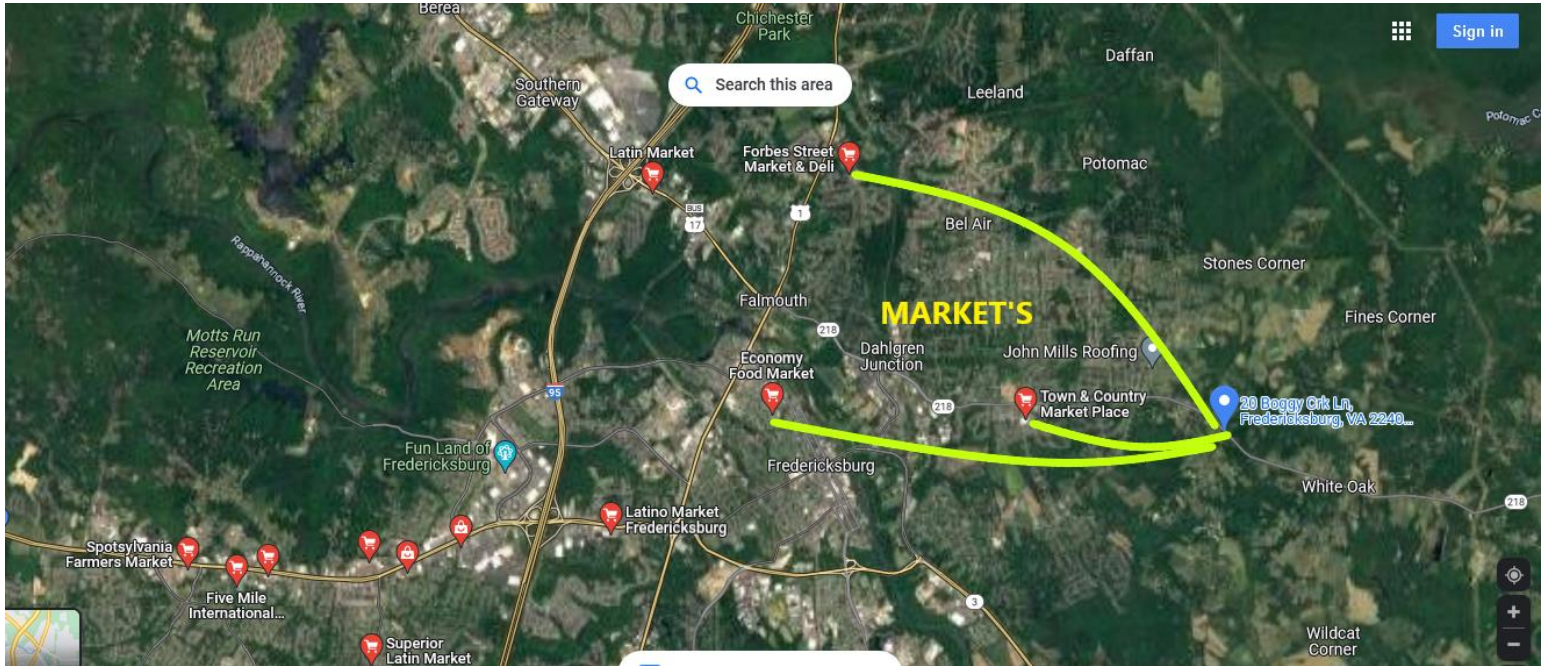 Berea
Chichester
Park
Sign in
Daffan
Search this area
Southern
Gateway
Leeland
Latin Market
Forbes Street
Market & Deli
Potomac
BUS
17
1
Bel Air
Rappahannock River
Stones Corner
Falmouth
MARKET'S
Fines Corner
218
Motts Run
Reservoir
Recreation
Area
Dahlgren
Junction
John Mills Roofing
Economy
Food Market
95
218
Town & Country
Market Place
20 Boggy Crk Ln,
Fredericksburg, VA 2240...
Fun Land of
Fredericksburg
Fredericksburg
White Oak
218
Latino Market
Fredericksburg
Spotsylvania
Farmers Market
Five Mile
International...
3
Superior
Latin Market
Wildcat
Corner